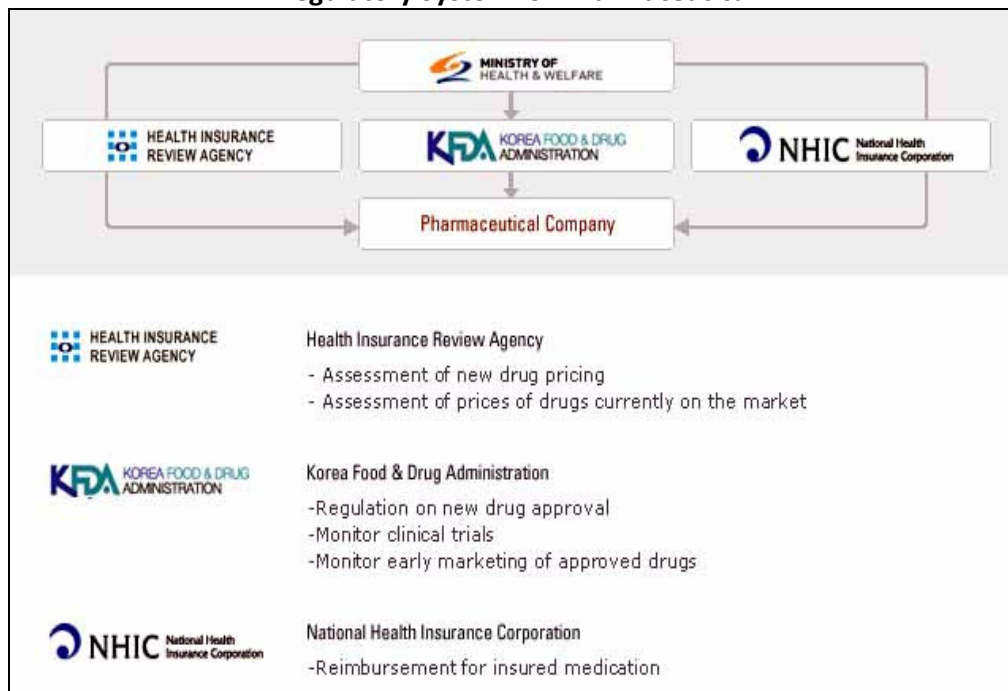 MINISTRY OF
HEALTH & WELFARE
HEALTH INSURANCE
REVIEW AGENCY
KFDA KOREA FOOD & DRUG
ADMINISTRATION
NHIC National Health
Insurance Corporation
Pharmaceutical Company
HEALTH INSURANCE
REVIEW AGENCY
Health Insurance Review Agency
- Assessment of new drug pricing
- Assessment of prices of drugs currently on the market
KFDA KOREA FOOD & DRUG
ADMINISTRATION
Korea Food & Drug Administration
-Regulation on new drug approval
-Monitor clinical trials
-Monitor early marketing of approved drugs
NHIC National Health
Insurance Corporation
National Health Insurance Corporation
-Reimbursement for insured medication